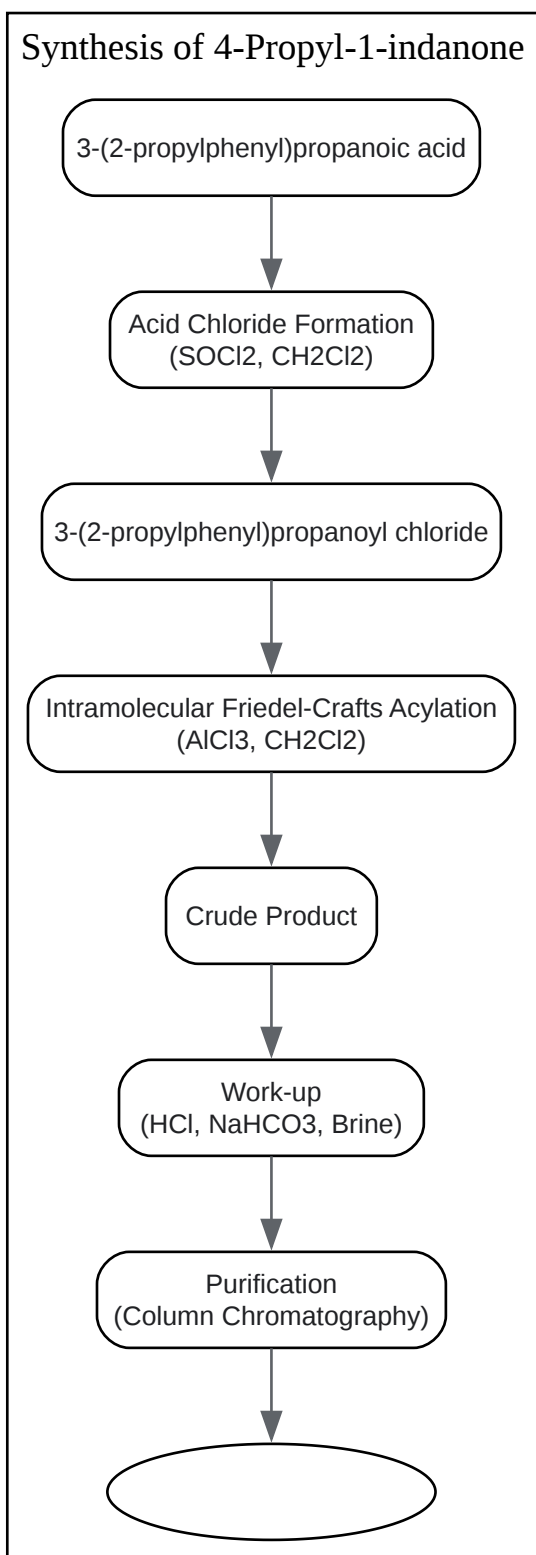 Synthesis of 4-Propyl-1-indanone
3-(2-propylphenyl)propanoic acid
Acid Chloride Formation
(SOCl2, CH2Cl2)
3-(2-propylphenyl)propanoyl chloride
Intramolecular Friedel-Crafts Acylation
(AlCl3, CH2Cl2)
Crude Product
Work-up
(HCl, NaHCO3, Brine)
Purification
(Column Chromatography)